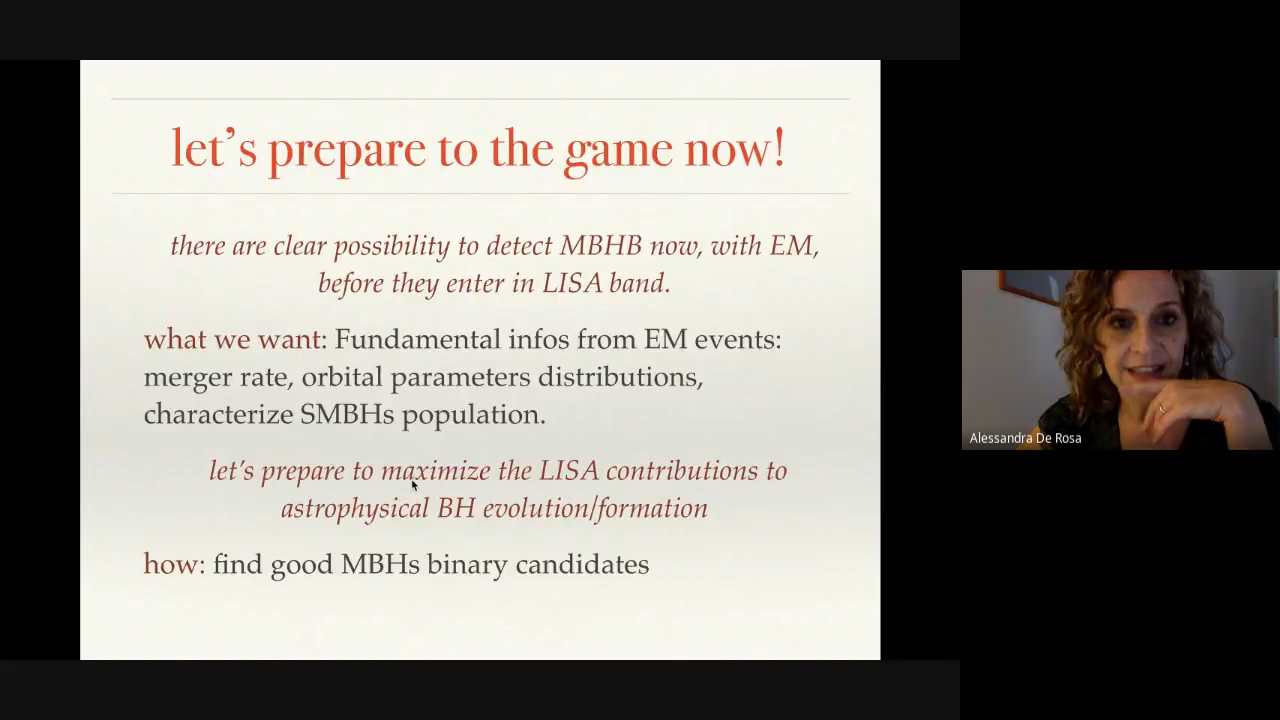 let's prepare to the game now!
there are clear possibility to detect MBHB now, with EM,
before they enter in LISA band.
what we want: Fundamental infos from EM events:
merger rate, orbital parameters distributions,
characterize SMBHs population.
let's prepare to maximize the LISA contributions to
astrophysical BH evolution/formation
how: find good MBHs binary candidates
Alessandra De Rosa